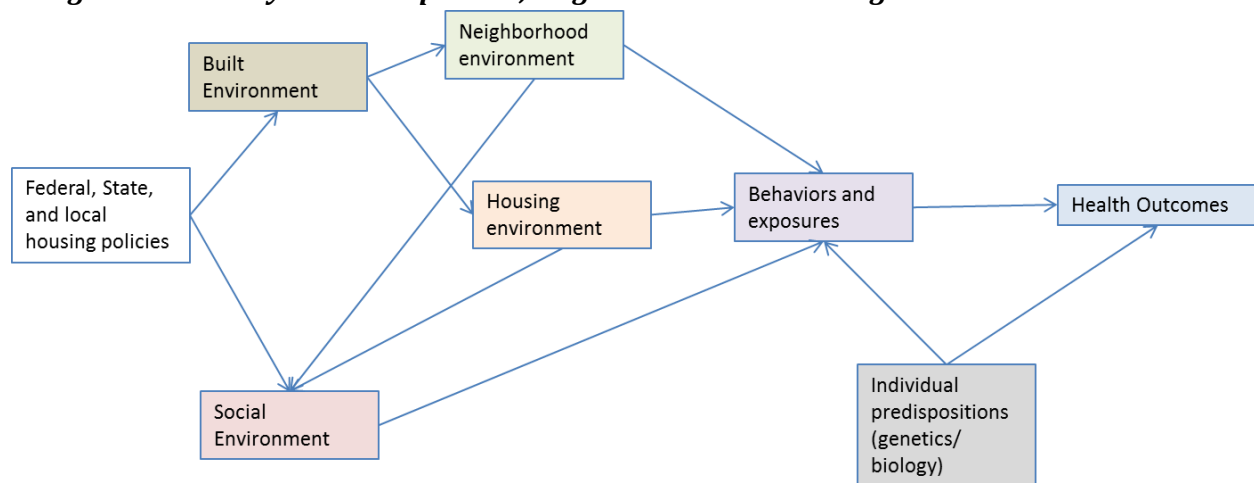 Neighborhood
environment
Built
Environment
Federal, State,
and local
housing policies
Housing
environment
Behaviors and
exposures
Health Outcomes
Social
Environment
Individual
predispositions
(genetics/
biology)